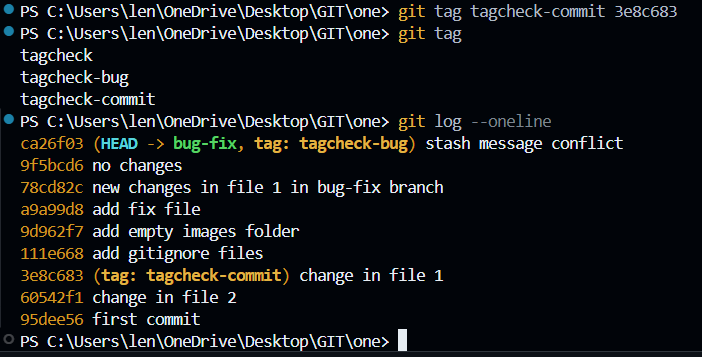 PS C:\Users\len\OneDrive\Desktop\GIT\one> git tag tagcheck-commit 3e8c683
PS C:\Users\len\OneDrive\Desktop\GIT\one> git tag
tagcheck
tagcheck-bug
tagcheck-commit
PS C:\Users\len\OneDrive\Desktop\GIT\one> git log --oneline
ca26f03 (HEAD -> bug-fix, tag: tagcheck-bug) stash message conflict
9f5bcd6 no changes
78cd82c new changes in file 1 in bug-fix branch
a9a99d8 add fix file
9d962f7 add empty images folder
111e668 add gitignore files
3e8c683 (tag: tagcheck-commit) change in file 1
60542f1 change in file 2
95dee56 first commit
PS C:\Users\len\OneDrive\Desktop\GIT\one>